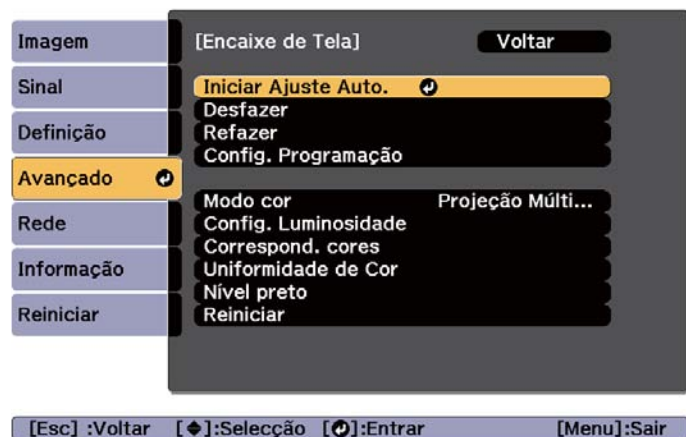 Imagem
Sinal
Definição
Avançado
Rede
Informação
Reiniciar
[Encaixe de Tela] Voltar
Iniciar Ajuste Auto.
Desfazer
Refazer
Config. Programação
Modo cor Projeção Múlti...
Config. Luminosidade
Correspond. cores
Uniformidade de Cor
Nível preto
Reiniciar
[Esc] :Voltar [◆]:Selecção [↵]:Entrar [Menu]:Sair